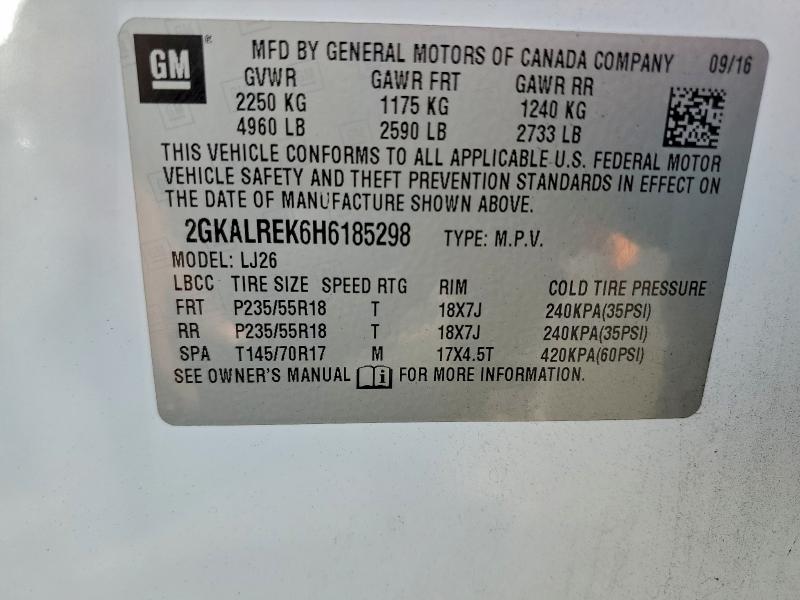 GM®
MFD BY GENERAL MOTORS OF CANADA COMPANY 09/16
GVWR GAWR FRT GAWR RR
2250 KG 1175 KG 1240 KG
4960 LB 2590 LB 2733 LB
THIS VEHICLE CONFORMS TO ALL APPLICABLE U.S. FEDERAL MOTOR
VEHICLE SAFETY AND THEFT PREVENTION STANDARDS IN EFFECT ON
THE DATE OF MANUFACTURE SHOWN ABOVE.
2GKALREK6H6185298 TYPE: M.P.V.
MODEL: LJ26
LBCC TIRE SIZE SPEED RTG RIM COLD TIRE PRESSURE
FRT P235/55R18 T 18X7J 240KPA(35PSI)
RR P235/55R18 T 18X7J 240KPA(35PSI)
SPA T145/70R17 M 17X4.5T 420KPA(60PSI)
SEE OWNER'S MANUAL FOR MORE INFORMATION.